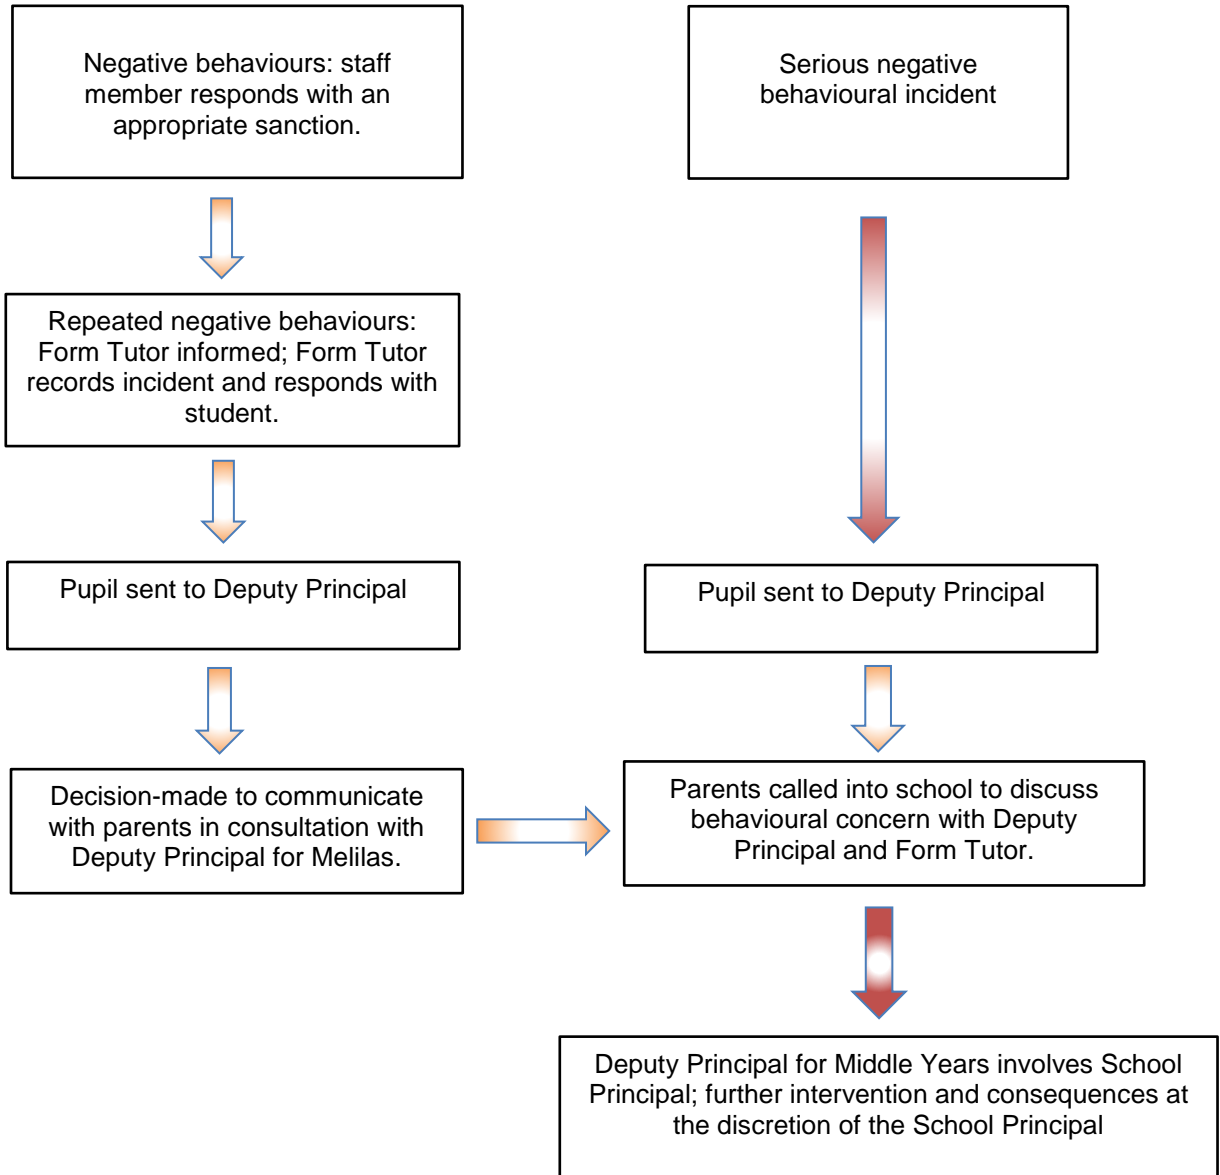 Negative behaviours: staff
member responds with an
appropriate sanction.
Serious negative
behavioural incident
Repeated negative behaviours:
Form Tutor informed; Form Tutor
records incident and responds with
student.
Pupil sent to Deputy Principal
Pupil sent to Deputy Principal
Decision-made to communicate
with parents in consultation with
Deputy Principal for Melilas.
Parents called into school to discuss
behavioural concern with Deputy
Principal and Form Tutor.
Deputy Principal for Middle Years involves School
Principal; further intervention and consequences at
the discretion of the School Principal